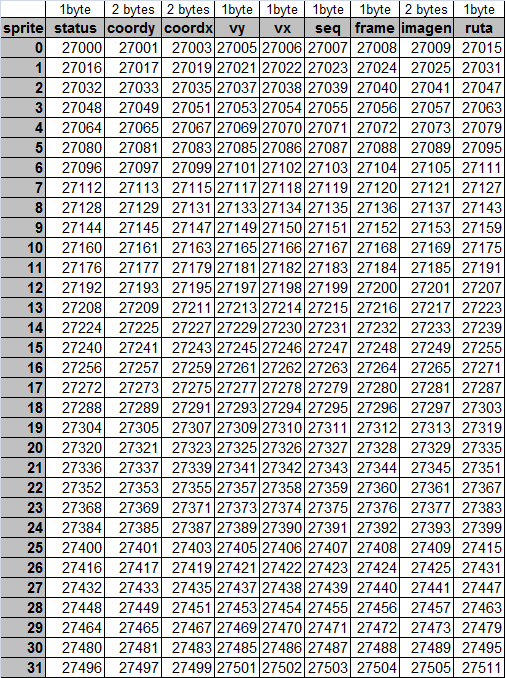 1byte 2 bytes 2 bytes 1byte 1byte 1byte 1byte 2 bytes 1byte
sprite status coordy coordx vy vx seq frame imagen ruta
0 27000 27001 27003 27005 27006 27007 27008 27009 27015
1 27016 27017 27019 27021 27022 27023 27024 27025 27031
2 27032 27033 27035 27037 27038 27039 27040 27041 27047
3 27048 27049 27051 27053 27054 27055 27056 27057 27063
4 27064 27065 27067 27069 27070 27071 27072 27073 27079
5 27080 27081 27083 27085 27086 27087 27088 27089 27095
6 27096 27097 27099 27101 27102 27103 27104 27105 27111
7 27112 27113 27115 27117 27118 27119 27120 27121 27127
8 27128 27129 27131 27133 27134 27135 27136 27137 27143
9 27144 27145 27147 27149 27150 27151 27152 27153 27159
10 27160 27161 27163 27165 27166 27167 27168 27169 27175
11 27176 27177 27179 27181 27182 27183 27184 27185 27191
12 27192 27193 27195 27197 27198 27199 27200 27201 27207
13 27208 27209 27211 27213 27214 27215 27216 27217 27223
14 27224 27225 27227 27229 27230 27231 27232 27233 27239
15 27240 27241 27243 27245 27246 27247 27248 27249 27255
16 27256 27257 27259 27261 27262 27263 27264 27265 27271
17 27272 27273 27275 27277 27278 27279 27280 27281 27287
18 27288 27289 27291 27293 27294 27295 27296 27297 27303
19 27304 27305 27307 27309 27310 27311 27312 27313 27319
20 27320 27321 27323 27325 27326 27327 27328 27329 27335
21 27336 27337 27339 27341 27342 27343 27344 27345 27351
22 27352 27353 27355 27357 27358 27359 27360 27361 27367
23 27368 27369 27371 27373 27374 27375 27376 27377 27383
24 27384 27385 27387 27389 27390 27391 27392 27393 27399
25 27400 27401 27403 27405 27406 27407 27408 27409 27415
26 27416 27417 27419 27421 27422 27423 27424 27425 27431
27 27432 27433 27435 27437 27438 27439 27440 27441 27447
28 27448 27449 27451 27453 27454 27455 27456 27457 27463
29 27464 27465 27467 27469 27470 27471 27472 27473 27479
30 27480 27481 27483 27485 27486 27487 27488 27489 27495
31 27496 27497 27499 27501 27502 27503 27504 27505 27511